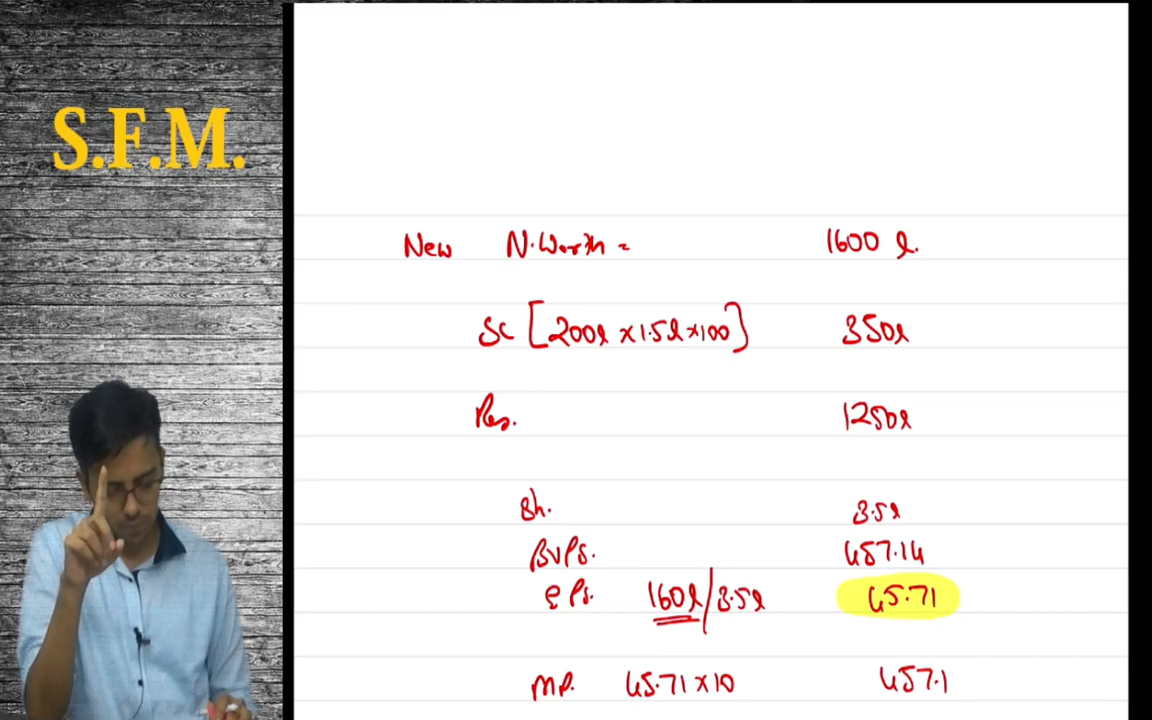 S.F.M.
New N.Worth = 1600 l.
SC [200l x 1.5l x 100] 350l
Res. 1250l
Sh. 3.5l
BVPS. 457.14
EPS. 160l/3.5l 45.71
MP. 45.71 x 10 457.1